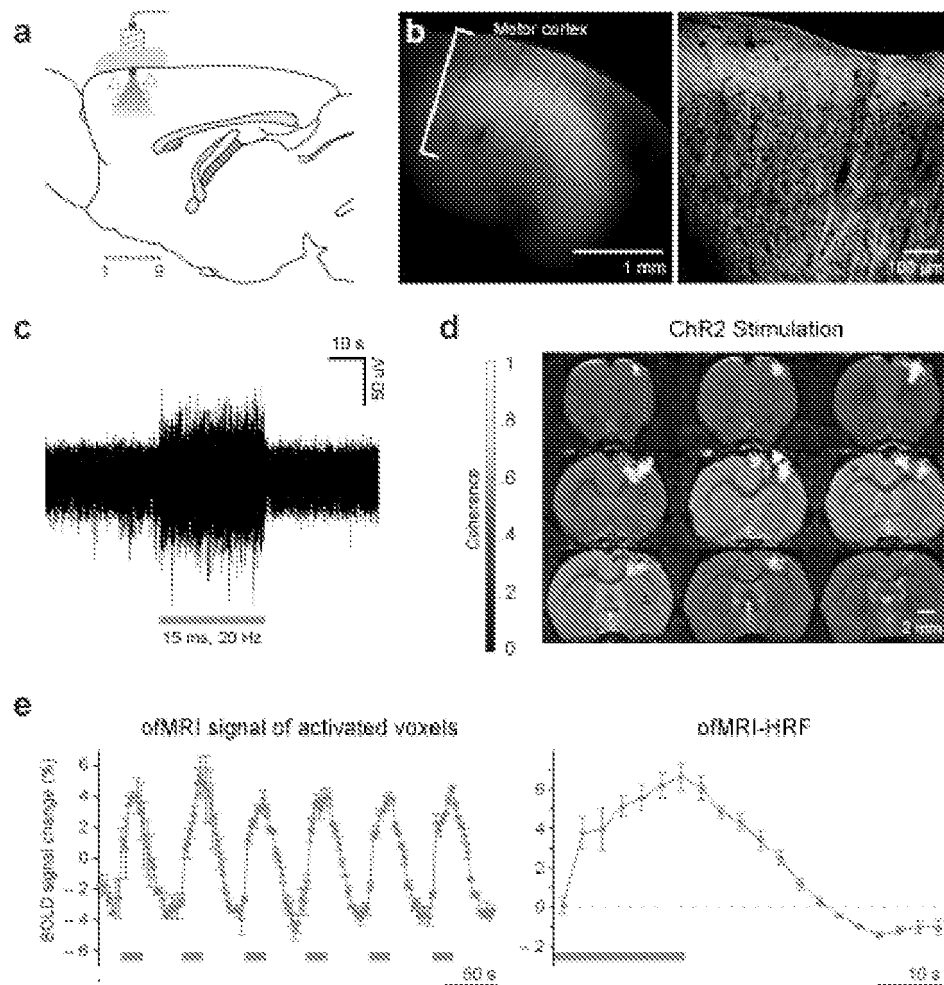 a
1 9
b
Motor cortex
1 mm
100 µm
c
10 s
50 uV
15 ms, 20 Hz
d
ChR2 Stimulation
Coherence
1
.8
.6
.4
.2
0
mm
e
ofMRI signal of activated voxels
BOLD signal change (%)
6
4
2
0
-2
-4
-6
60 s
ofMRI-HRF
6
4
2
0
-2
10 s